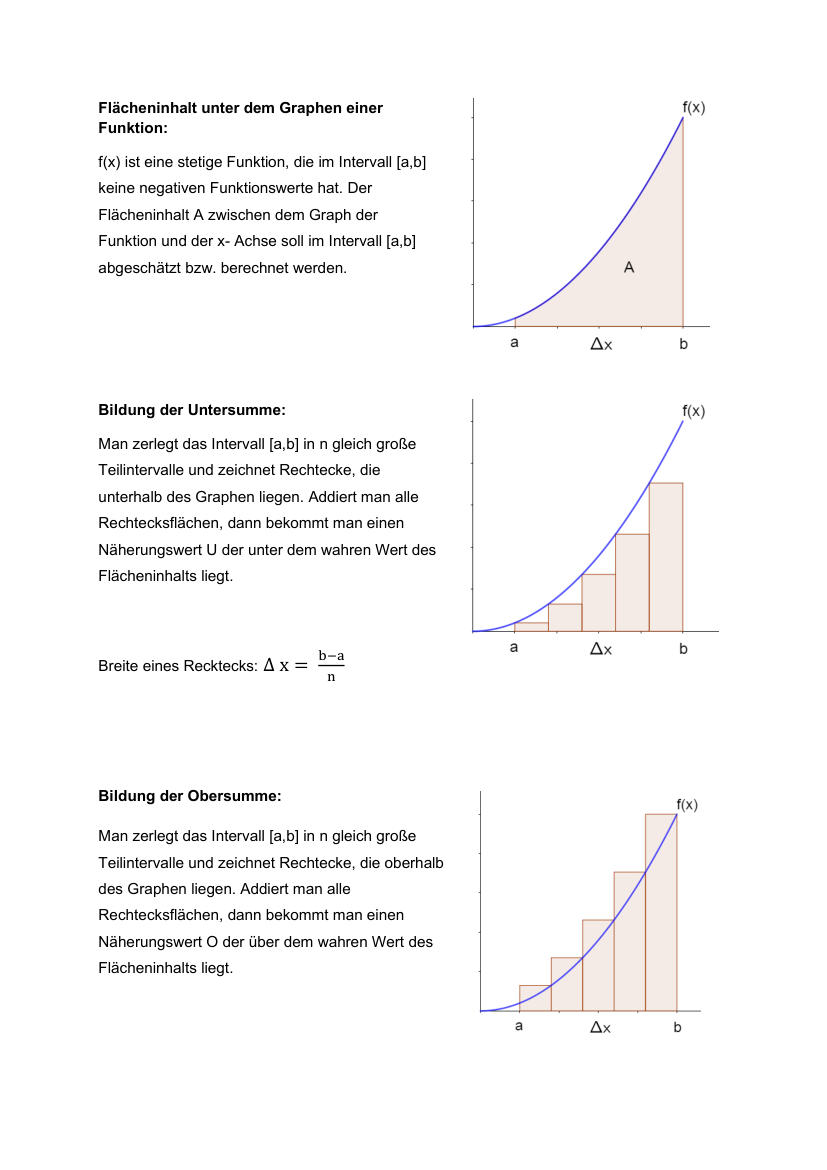 Flächeninhalt unter dem Graphen einer
Funktion:
f(x) ist eine stetige Funktion, die im Intervall [a,b]
keine negativen Funktionswerte hat. Der
Flächeninhalt A zwischen dem Graph der
Funktion und der x- Achse soll im Intervall [a,b]
abgeschätzt bzw. berechnet werden.
f(x)
A
a Δx b
Bildung der Untersumme:
Man zerlegt das Intervall [a,b] in n gleich große
Teilintervalle und zeichnet Rechtecke, die
unterhalb des Graphen liegen. Addiert man alle
Rechtecksflächen, dann bekommt man einen
Näherungswert U der unter dem wahren Wert des
Flächeninhalts liegt.
Breite eines Recktecks: Δ x = b−a
n
f(x)
a Δx b
Bildung der Obersumme:
Man zerlegt das Intervall [a,b] in n gleich große
Teilintervalle und zeichnet Rechtecke, die oberhalb
des Graphen liegen. Addiert man alle
Rechtecksflächen, dann bekommt man einen
Näherungswert O der über dem wahren Wert des
Flächeninhalts liegt.
f(x)
a Δx b